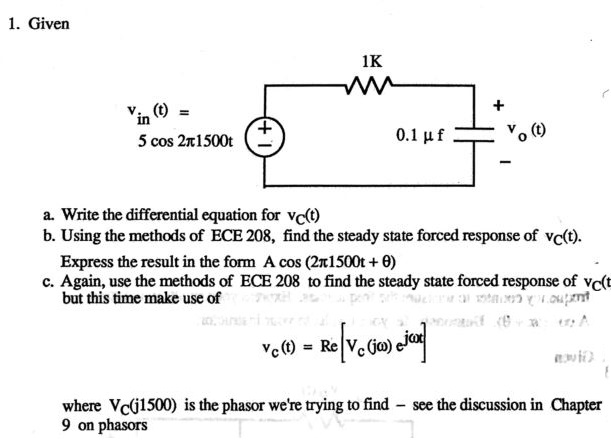 1. Given
1K
v_in (t) =
5 cos 2π1500t
+
0.1 μf
+
v_o (t)
a. Write the differential equation for v_C(t)
b. Using the methods of ECE 208, find the steady state forced response of v_C(t).
Express the result in the form A cos (2π1500t + θ)
c. Again, use the methods of ECE 208 to find the steady state forced response of v_C(t
but this time make use of
v_c (t) = Re [V_c (jω) e^jωt]
where V_C(j1500) is the phasor we're trying to find – see the discussion in Chapter
9 on phasors